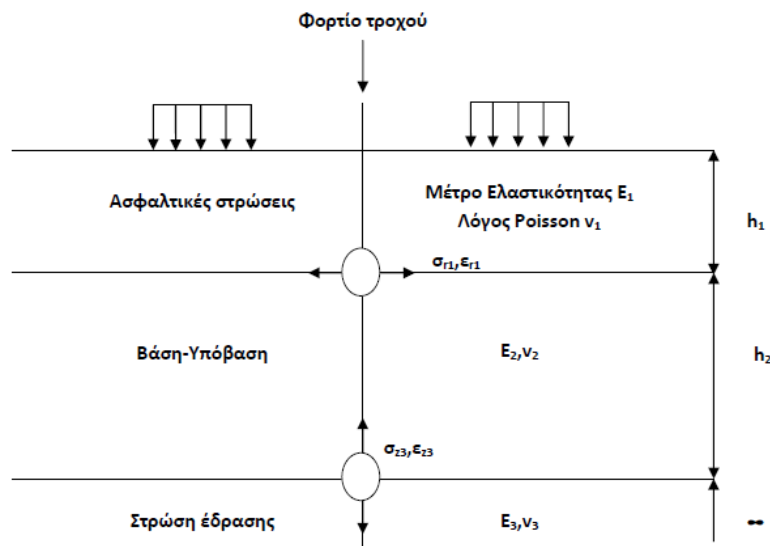 Φορτίο τροχού
Ασφαλτικές στρώσεις
Μέτρο Ελαστικότητας E₁
Λόγος Poisson ν₁
h₁
σr₁,εr₁
Βάση-Υπόβαση
E₂,ν₂
h₂
σz₃,εz₃
Στρώση έδρασης
E₃,ν₃
∞